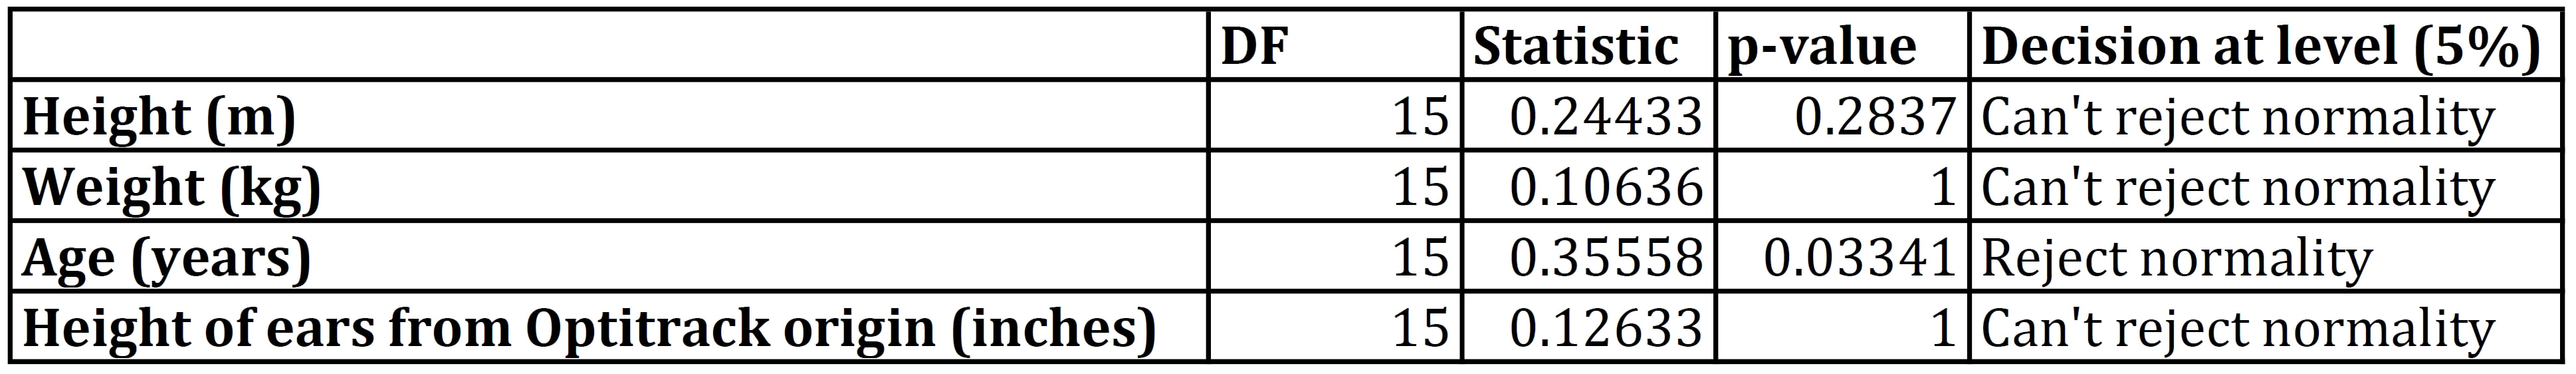 DF Statistic p-value Decision at level (5%)
Height (m) 15 0.24433 0.2837 Can't reject normality
Weight (kg) 15 0.10636 1 Can't reject normality
Age (years) 15 0.35558 0.03341 Reject normality
Height of ears from Optitrack origin (inches) 15 0.12633 1 Can't reject normality